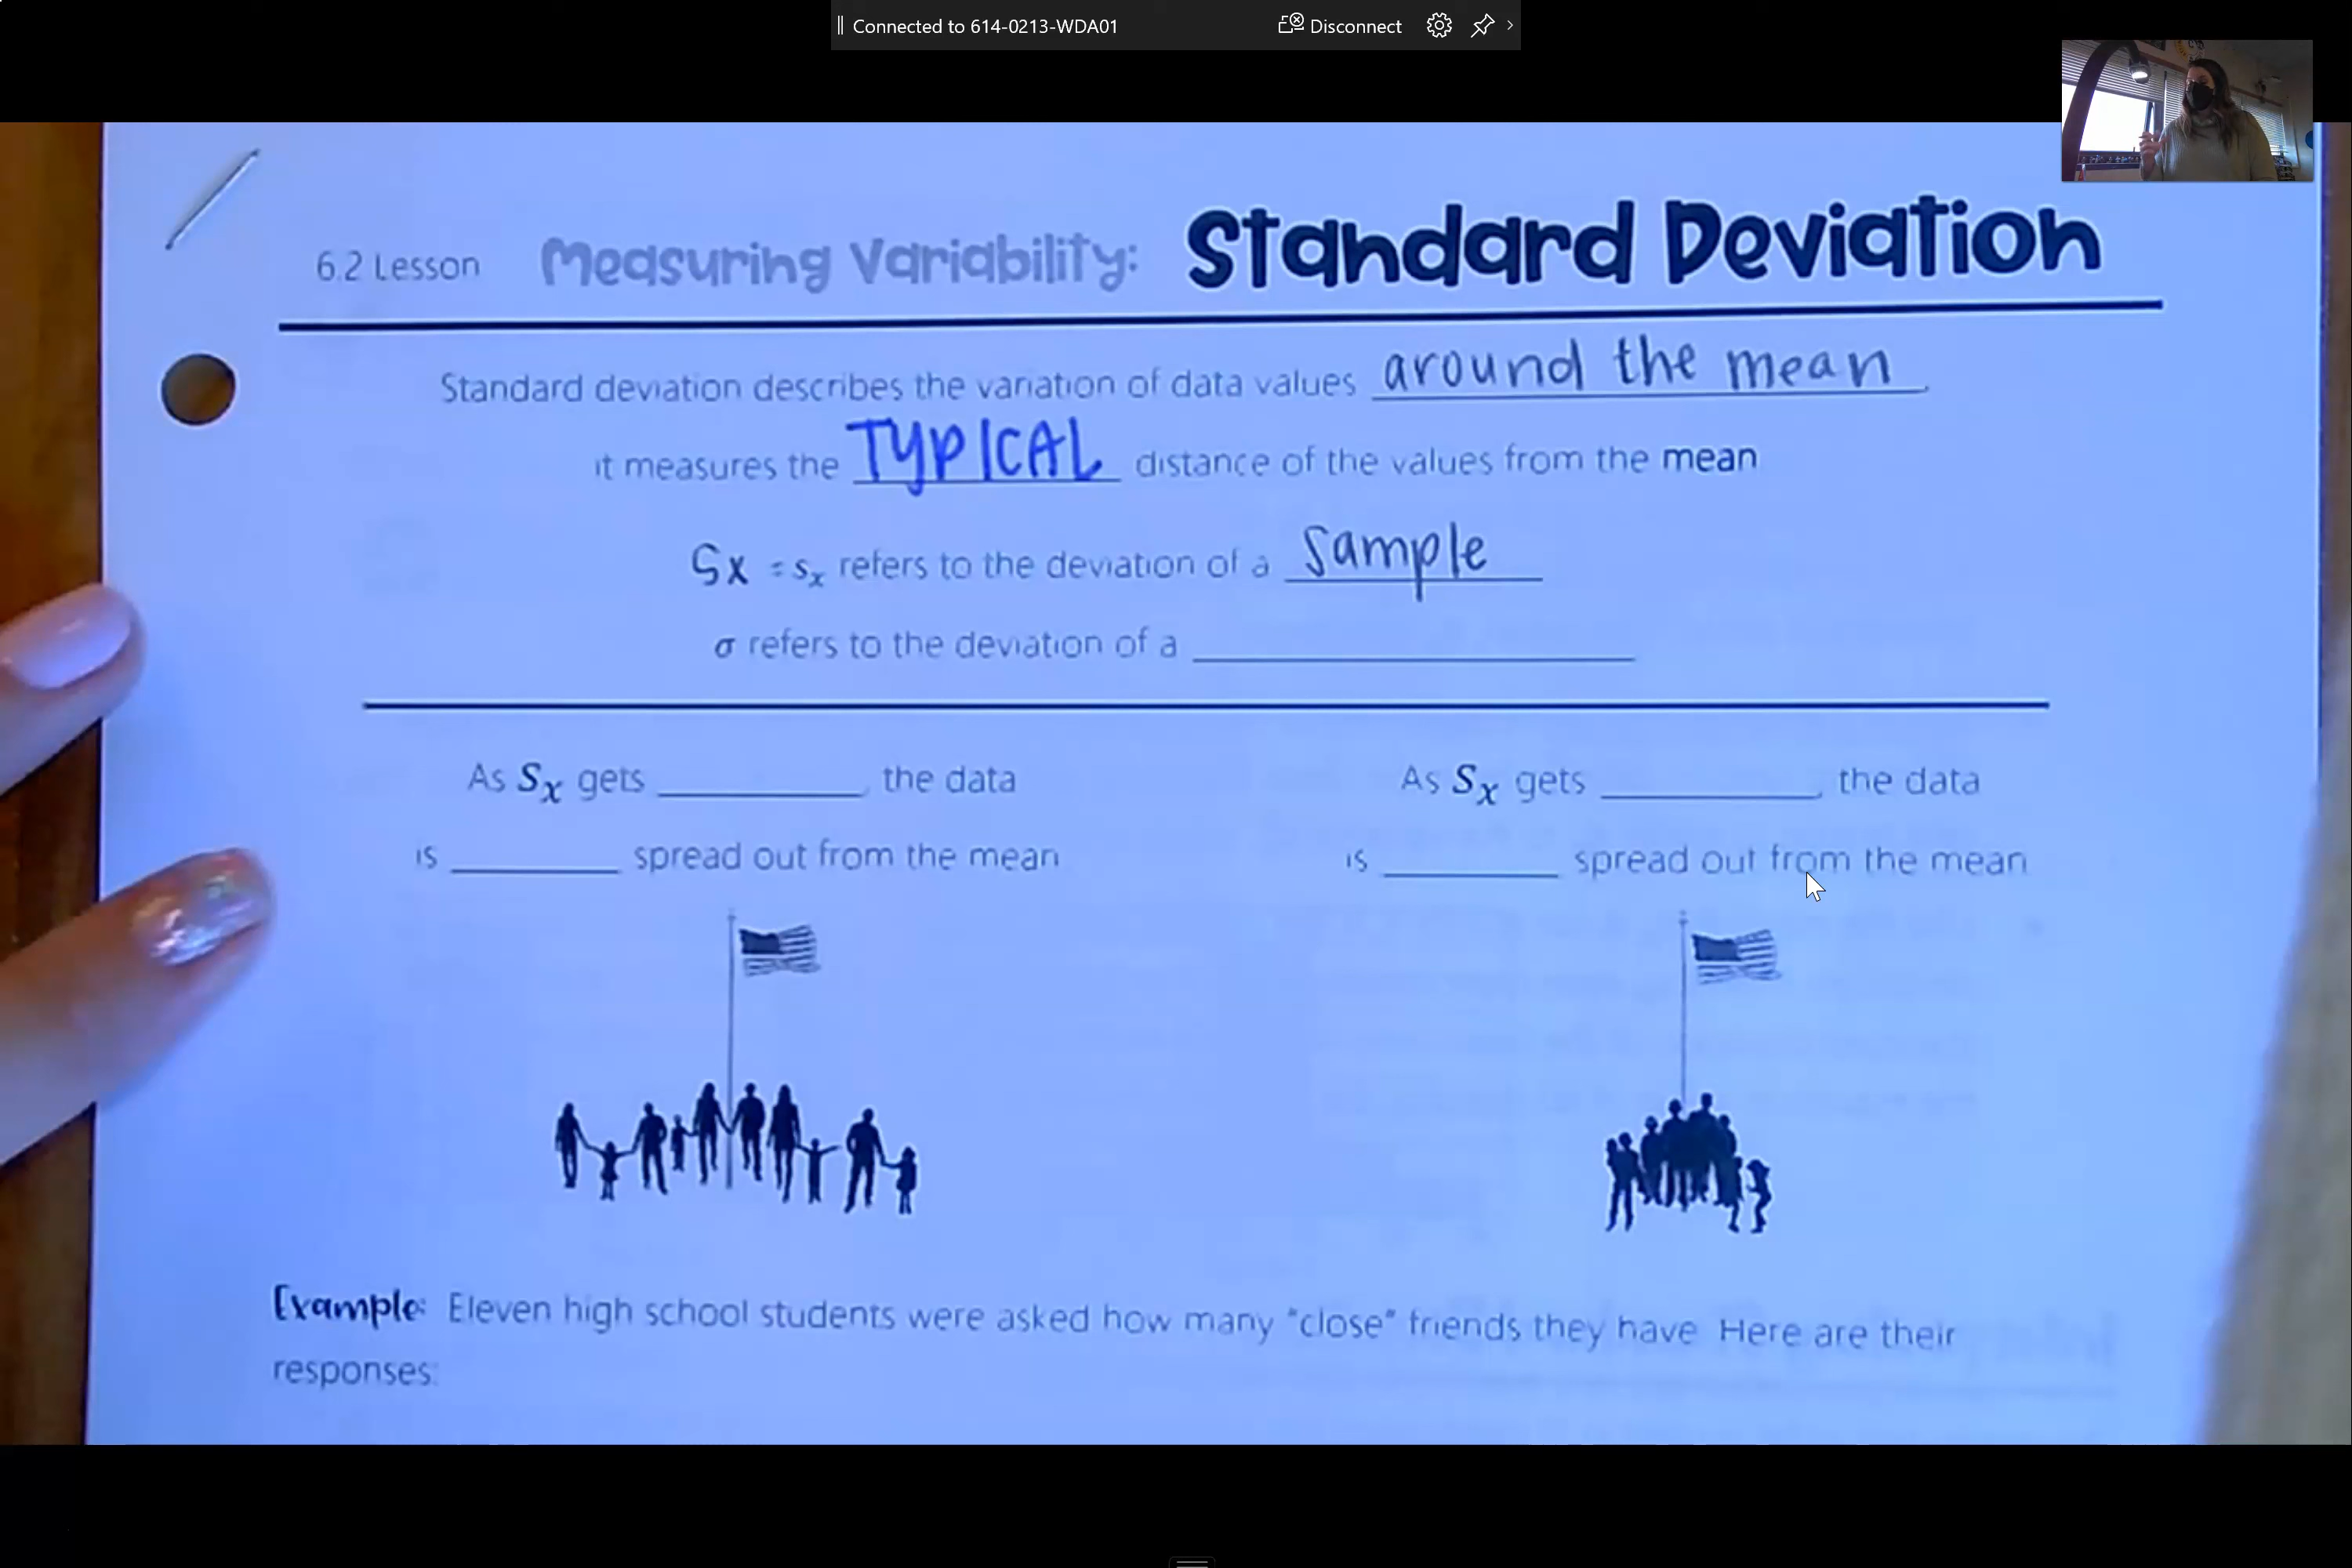 Connected to 614-0213-WDA01 Disconnect
6.2 Lesson Measuring Variability: Standard Deviation
Standard deviation describes the variation of data values around the mean.
it measures the TYPICAL distance of the values from the mean
Sx = sx refers to the deviation of a sample
σ refers to the deviation of a
As Sx gets the data
is spread out from the mean
As Sx gets , the data
is spread out from the mean
Example: Eleven high school students were asked how many "close" friends they have Here are their
responses: